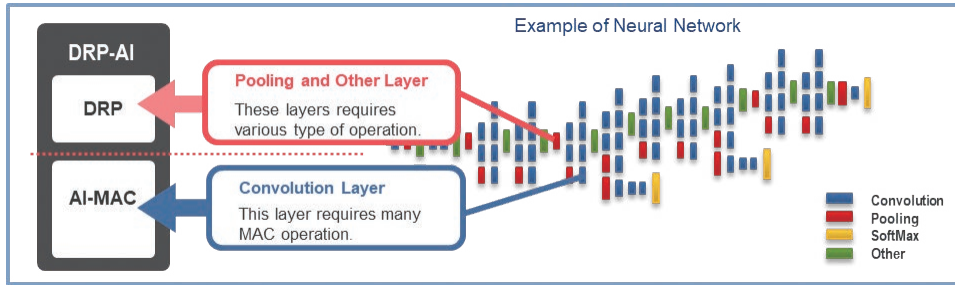 Example of Neural Network
DRP-AI
DRP
AI-MAC
Pooling and Other Layer
These layers requires
various type of operation.
Convolution Layer
This layer requires many
MAC operation.
Convolution
Pooling
SoftMax
Other